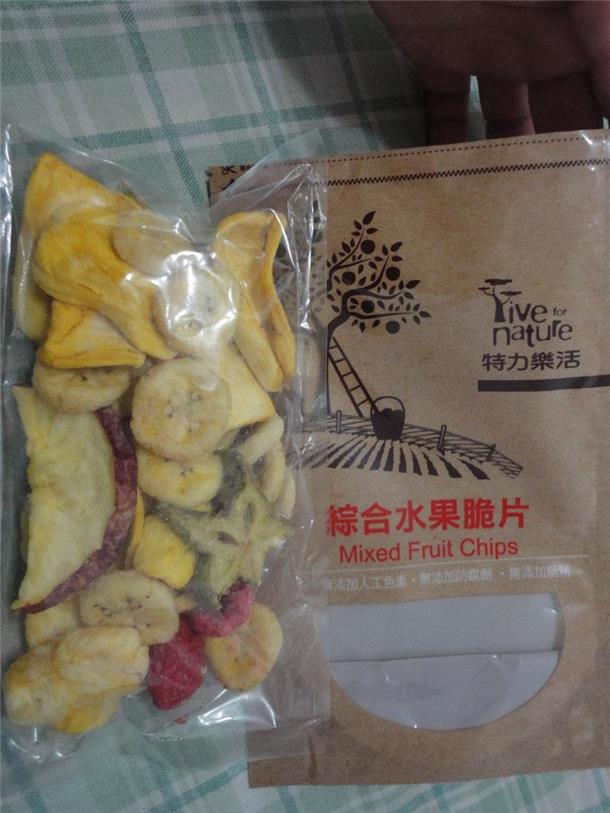 Live for
nature
特力樂活
綜合水果脆片
Mixed Fruit Chips
無添加人工色素・無添加防腐劑・無添加糖精